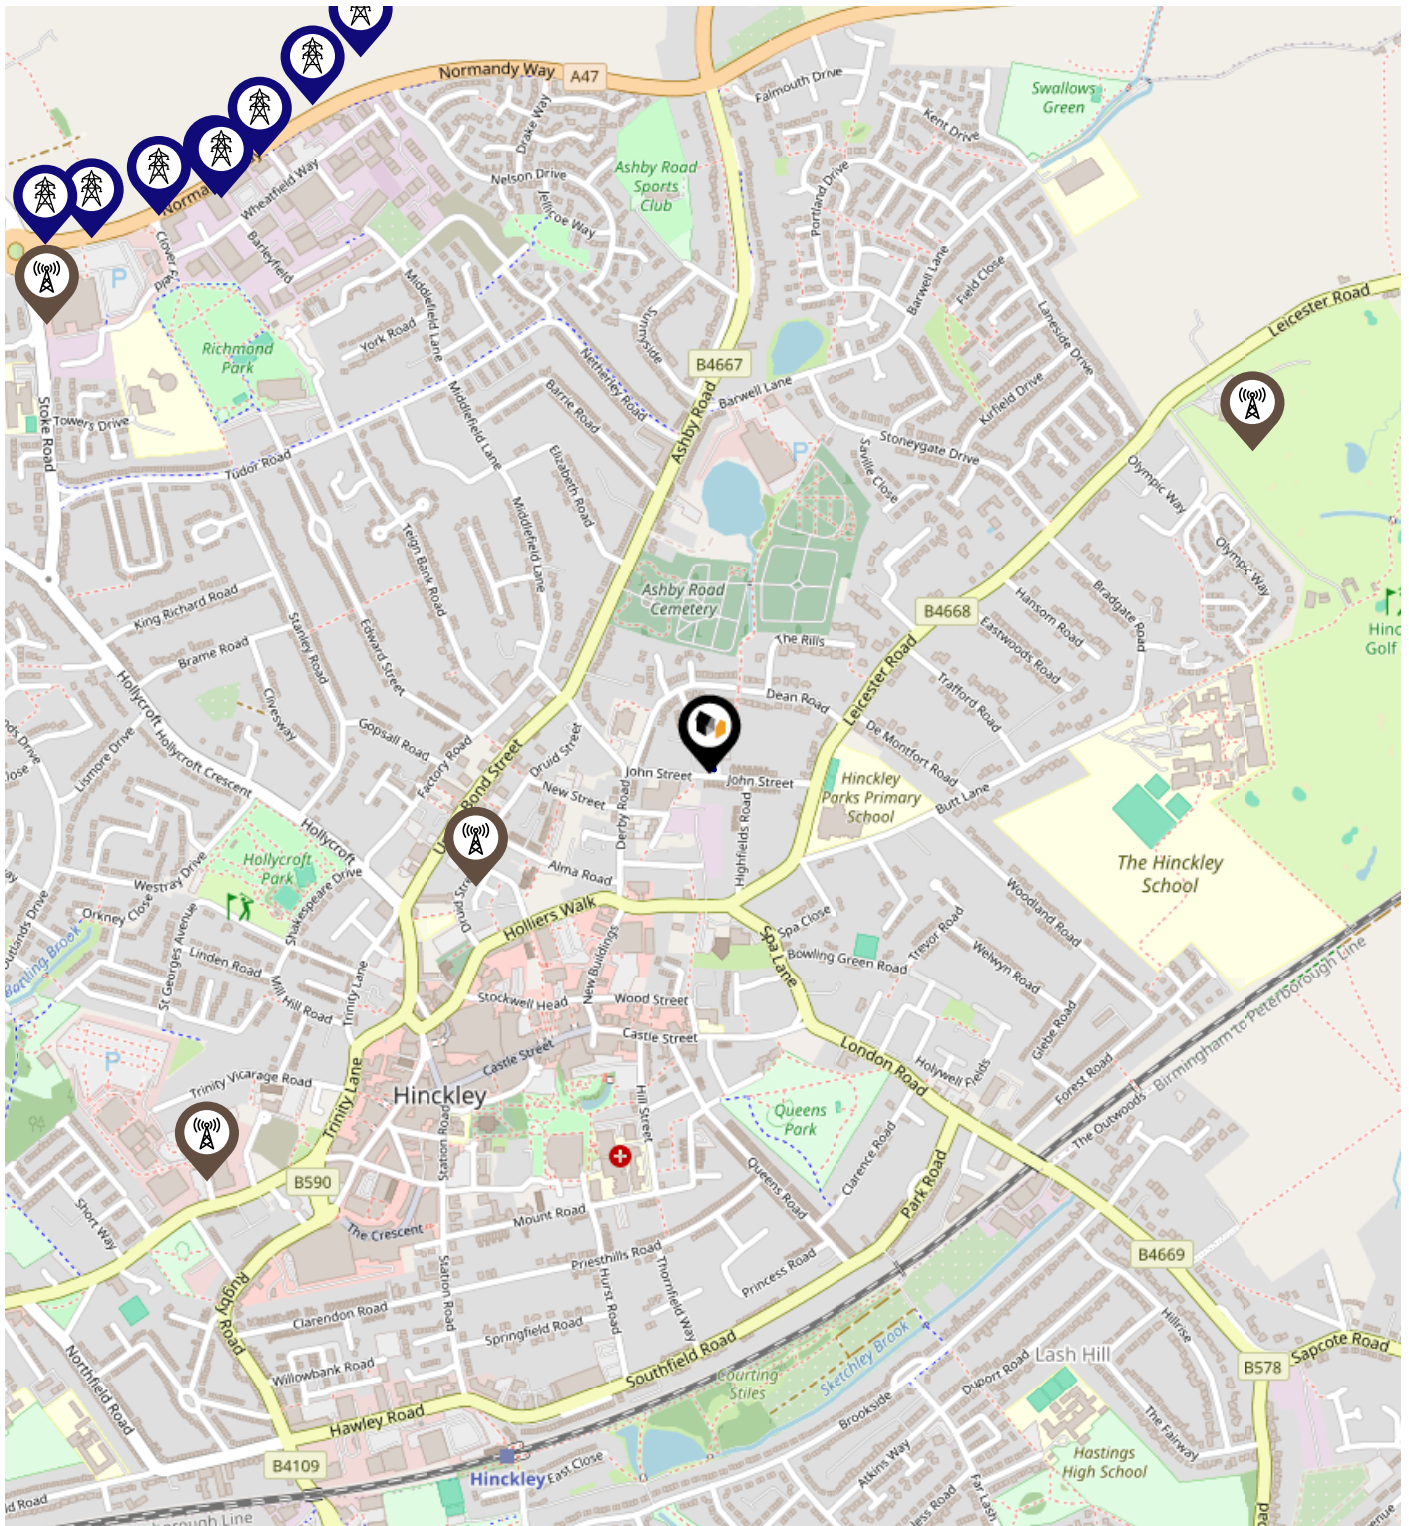 Normandy Way
A47
Falmouth Drive
Swallows
Green
Kent Drive
Drake Way
Nelson Drive
Jellicoe Way
Ashby Road
Sports
Club
Portland Drive
Wheatfield Way
Barleyfield
Barwell Lane
Field Close
Laneside Drive
Leicester Road
P
Richmond
Park
York Road
Middlefield Lane
Sunnyside
Netherley Road
B4667
Barwell Lane
Kirfield Drive
Stoke Road
Towers Drive
Tudor Road
Middlefield Lane
Barrie Road
Ashby Road
P
Stoneygate Drive
Saville Close
Elizabeth Road
Middlefield Lane
Olympic Way
Olympic Way
Teign Bank Road
Ashby Road
Cemetery
B4668
Hansom Road
Bradgate Road
Eastwoods Road
King Richard Road
Brame Road
Stanley Road
Edward Street
The Rills
Leicester Road
Trafford Road
Hollycroft
Hollycroft Crescent
Clivesway
Gopsall Road
Dean Road
De Montfort Road
Lismore Drive
Factory Road
Druid Street
John Street
John Street
Hinckley
Parks Primary
School
Butt Lane
New Street
Derby Road
Highfields Road
Hollycroft
Hollycroft
Park
Westray Drive
Shakespeare Drive
Alma Road
The Hinckley
School
Woodland Road
Orkney Close
St Georges Avenue
Linden Road
Mill Hill Road
Trinity Lane
Holliers Walk
New Buildings
Spa Close
Spa Lane
Bowling Green Road
Trevor Road
Welwyn Road
Stockwell Head
Wood Street
Castle Street
Castle Street
London Road
Glebe Road
Holywell Fields
Forest Road
Birmingham to Peterborough Line
P
Trinity Vicarage Road
Trinity Lane
Hinckley
Station Road
Hill Street
Queens
Park
The Outwoods
Clarence Road
Queens Road
Park Road
B590
Short Way
The Crescent
Mount Road
Priesthills Road
Princess Road
B4669
Rugby Road
Station Road
Hurst Road
Thornfield Way
Clarendon Road
Springfield Road
Willowbank Road
Southfield Road
Sketchley Brook
Hillrise
Lash Hill
Sapcote Road
B578
Northfield Road
Hawley Road
Duport Road
Brookside
The Fairway
B4109
Hinckley
East Close
Atkins Way
Far Lash
Hastings
High School